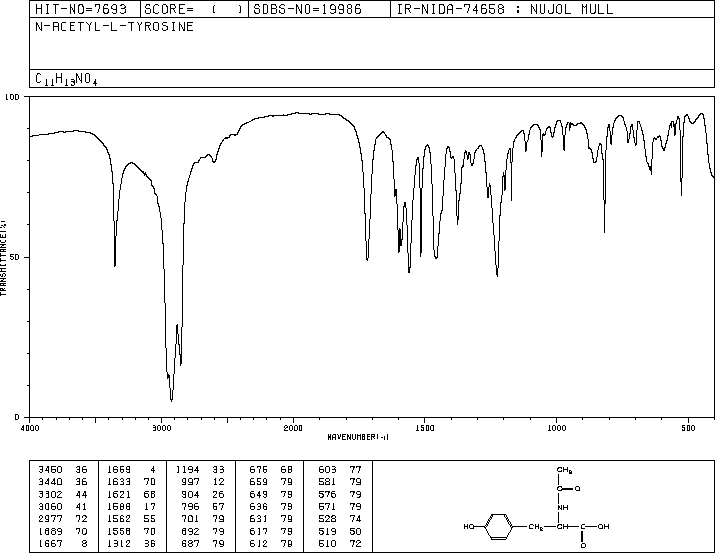 HIT-NO=7693 SCORE= ( ) SDBS-NO=19986 IR-NIDA-74658 : NUJOL MULL
N-ACETYL-L-TYROSINE
C11H13NO4
100
50
0
TRANSMITTANCE(%)
4000 3000 2000 1500 1000 500
WAVENUMBER(-1)
3460 36 1659 4 1194 33 676 68 603 77
3440 36 1633 70 997 12 659 79 581 79
3302 44 1621 66 904 26 649 79 576 79
3060 41 1588 17 796 67 636 79 571 79
2977 72 1562 55 701 79 631 79 528 74
1689 70 1558 70 692 79 617 79 519 50
1667 8 1312 36 687 79 612 79 510 72
CH3
C O
NH
HO CH2 CH C OH
O